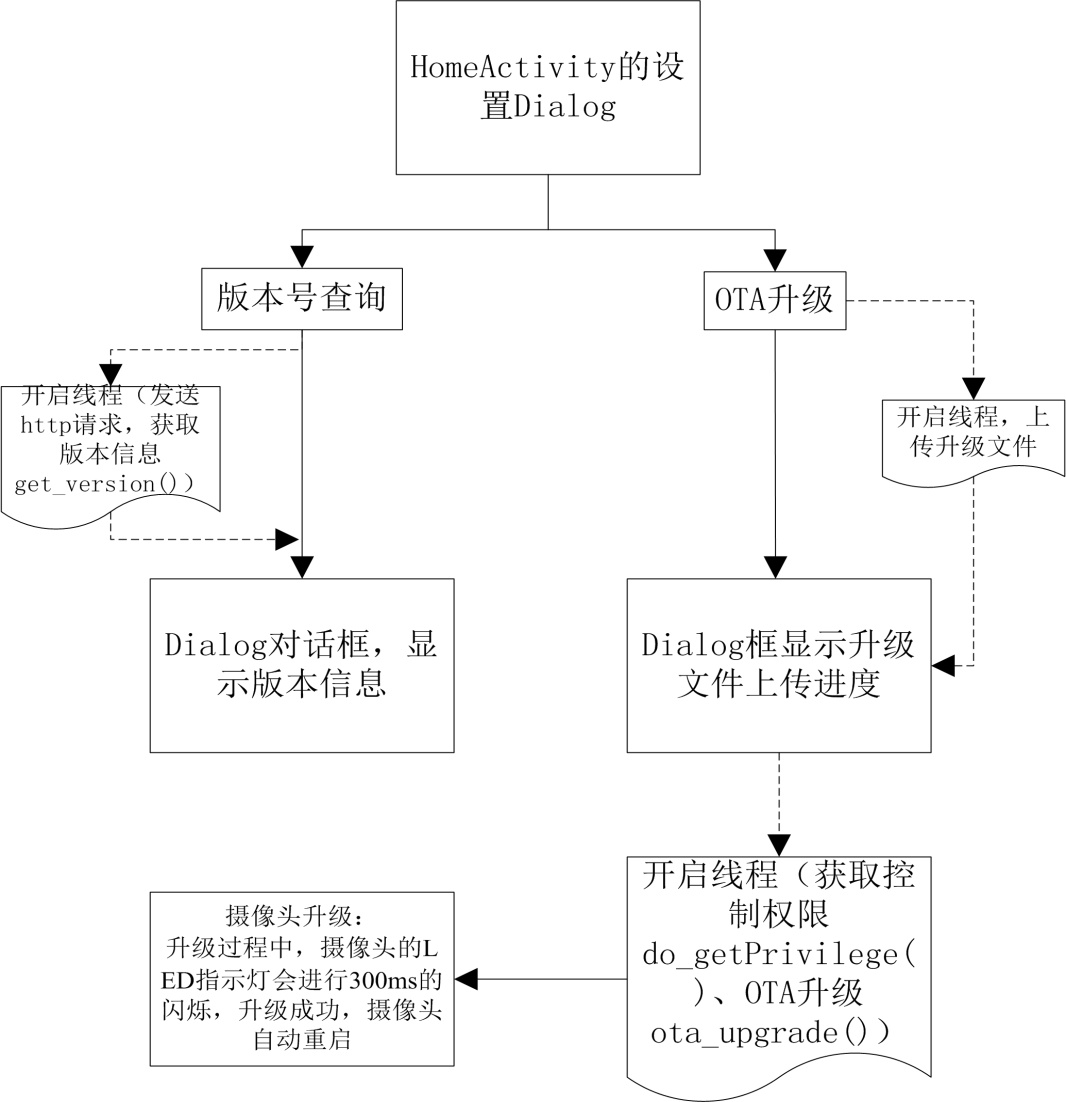 HomeActivity的设
置Dialog
版本号查询
OTA升级
开启线程（发送
http请求，获取
版本信息
get_version()）
开启线程，上
传升级文件
Dialog对话框，显
示版本信息
Dialog框显示升级
文件上传进度
开启线程（获取控
制权限
do_getPrivilege(
)、OTA升级
ota_upgrade()）
摄像头升级：
升级过程中，摄像头的L
ED指示灯会进行300ms的
闪烁，升级成功，摄像头
自动重启